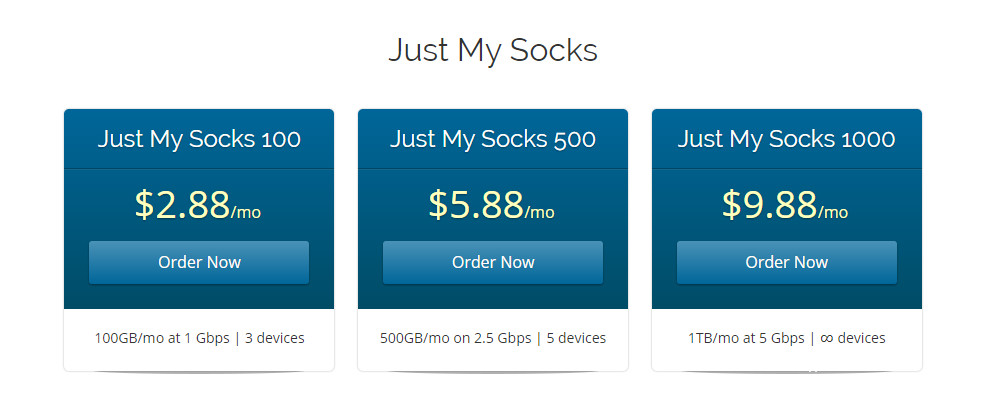 Just My Socks
Just My Socks 100
$2.88/mo
Order Now
100GB/mo at 1 Gbps | 3 devices
Just My Socks 500
$5.88/mo
Order Now
500GB/mo on 2.5 Gbps | 5 devices
Just My Socks 1000
$9.88/mo
Order Now
1TB/mo at 5 Gbps | ∞ devices